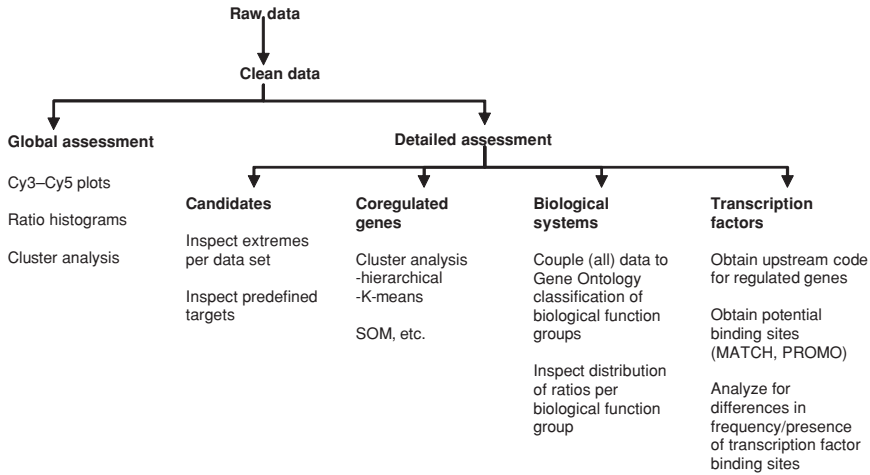 Raw data
Clean data
Global assessment
Cy3–Cy5 plots
Ratio histograms
Cluster analysis
Detailed assessment
Candidates
Inspect extremes
per data set
Inspect predefined
targets
Coregulated
genes
Cluster analysis
-hierarchical
-K-means
SOM, etc.
Biological
systems
Couple (all) data to
Gene Ontology
classification of
biological function
groups
Inspect distribution
of ratios per
biological function
group
Transcription
factors
Obtain upstream code
for regulated genes
Obtain potential
binding sites
(MATCH, PROMO)
Analyze for
differences in
frequency/presence
of transcription factor
binding sites